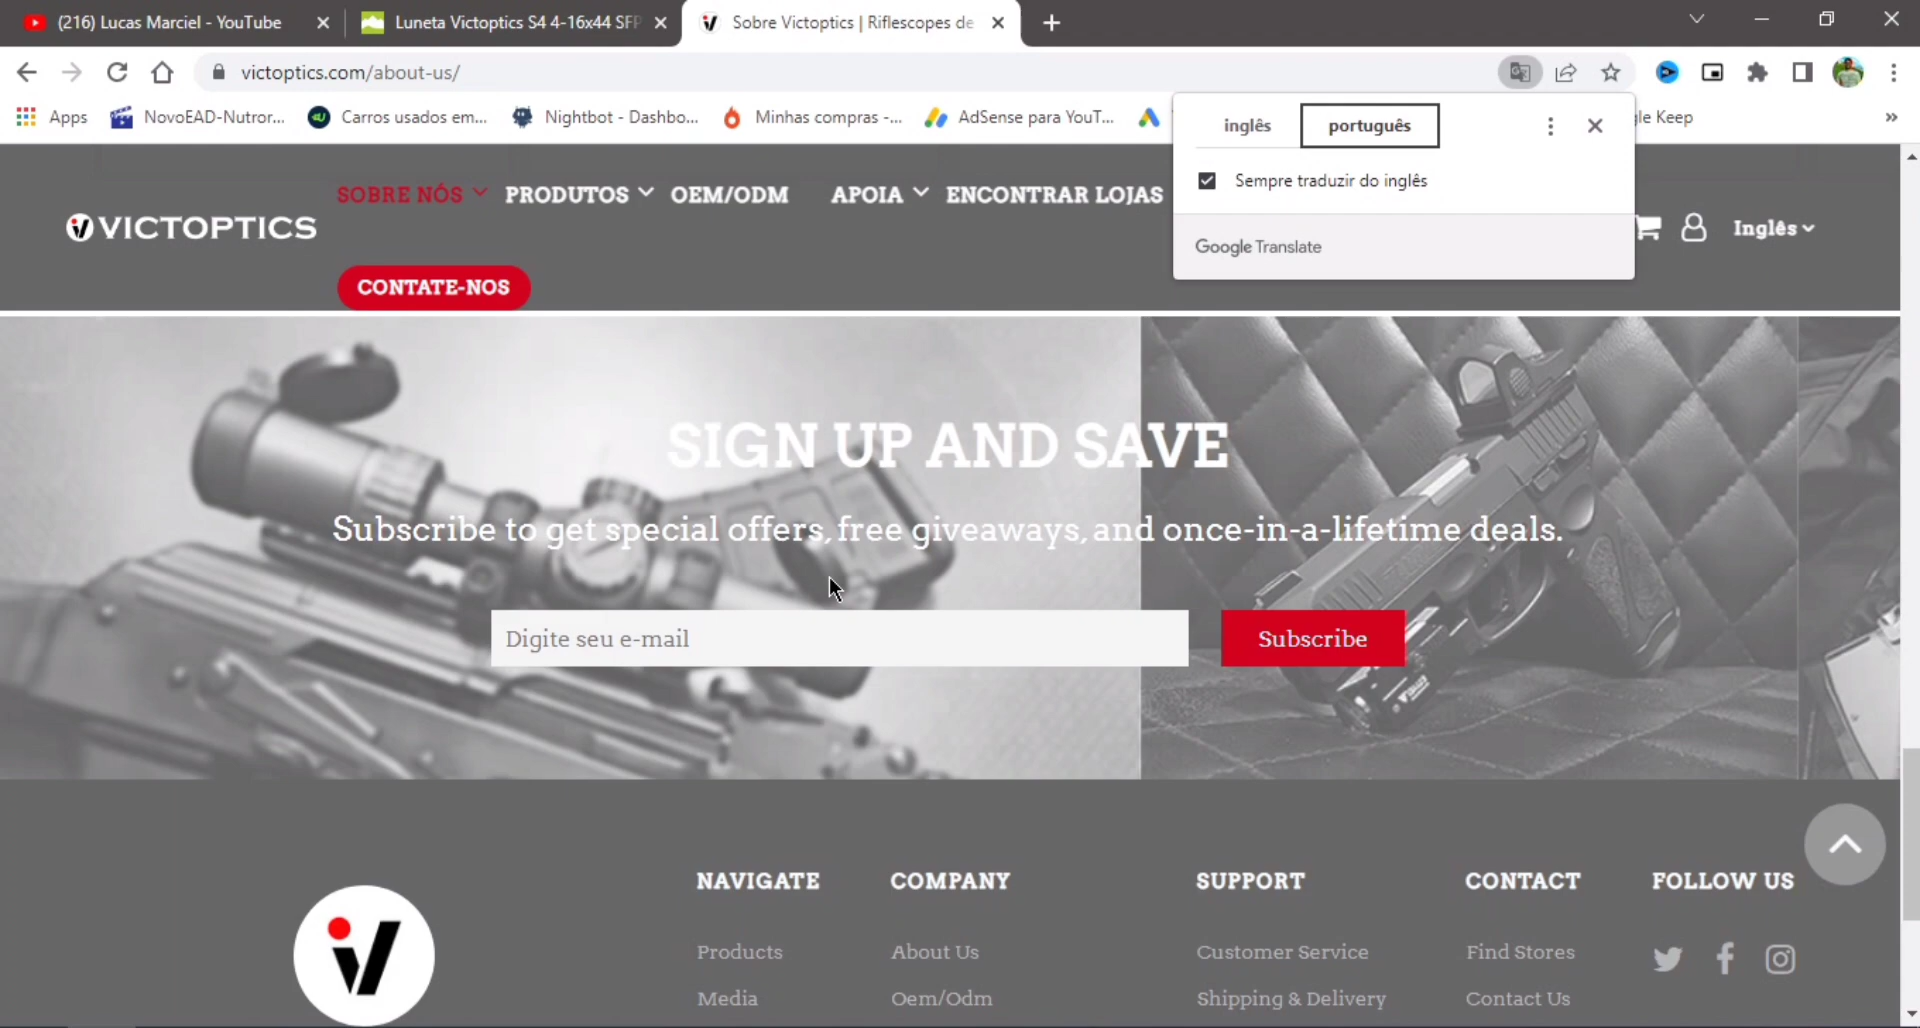 (216) Lucas Marciel - YouTube
Luneta Victoptics S4 4-16x44 SFP
Sobre Victoptics | Riflescopes de
victoptics.com/about-us/
Apps
NovoEAD-Nutror...
Carros usados em...
Nightbot - Dashbo...
Minhas compras -...
AdSense para YouT...
gle Keep
»
inglês
português
Sempre traduzir do inglês
Google Translate
VICTOPTICS
SOBRE NÓS
PRODUTOS
OEM/ODM
APOIA
ENCONTRAR LOJAS
Inglês
CONTATE-NOS
SIGN UP AND SAVE
Subscribe to get special offers, free giveaways, and once-in-a-lifetime deals.
Digite seu e-mail
Subscribe
NAVIGATE
COMPANY
SUPPORT
CONTACT
FOLLOW US
Products
About Us
Customer Service
Find Stores
Media
Oem/Odm
Shipping & Delivery
Contact Us